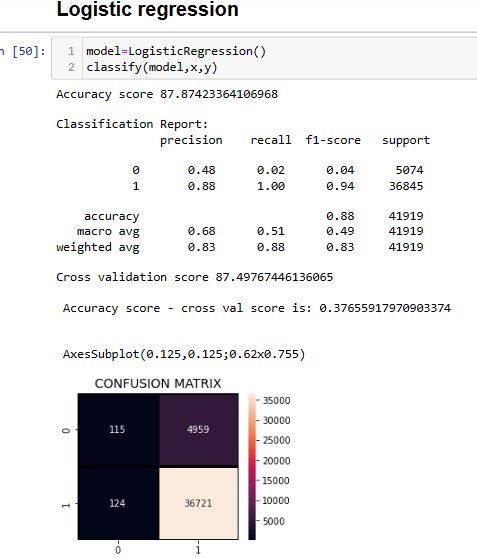 Logistic regression
n [50]:
1 model=LogisticRegression()
2 classify(model,x,y)
Accuracy score 87.87423364106968
Classification Report:
precision recall f1-score support
0 0.48 0.02 0.04 5074
1 0.88 1.00 0.94 36845
accuracy 0.88 41919
macro avg 0.68 0.51 0.49 41919
weighted avg 0.83 0.88 0.83 41919
Cross validation score 87.49767446136065
Accuracy score - cross val score is: 0.37655917970903374
AxesSubplot(0.125,0.125;0.62x0.755)
CONFUSION MATRIX
0 115 4959
1 124 36721
0 1
35000
30000
25000
20000
15000
10000
5000